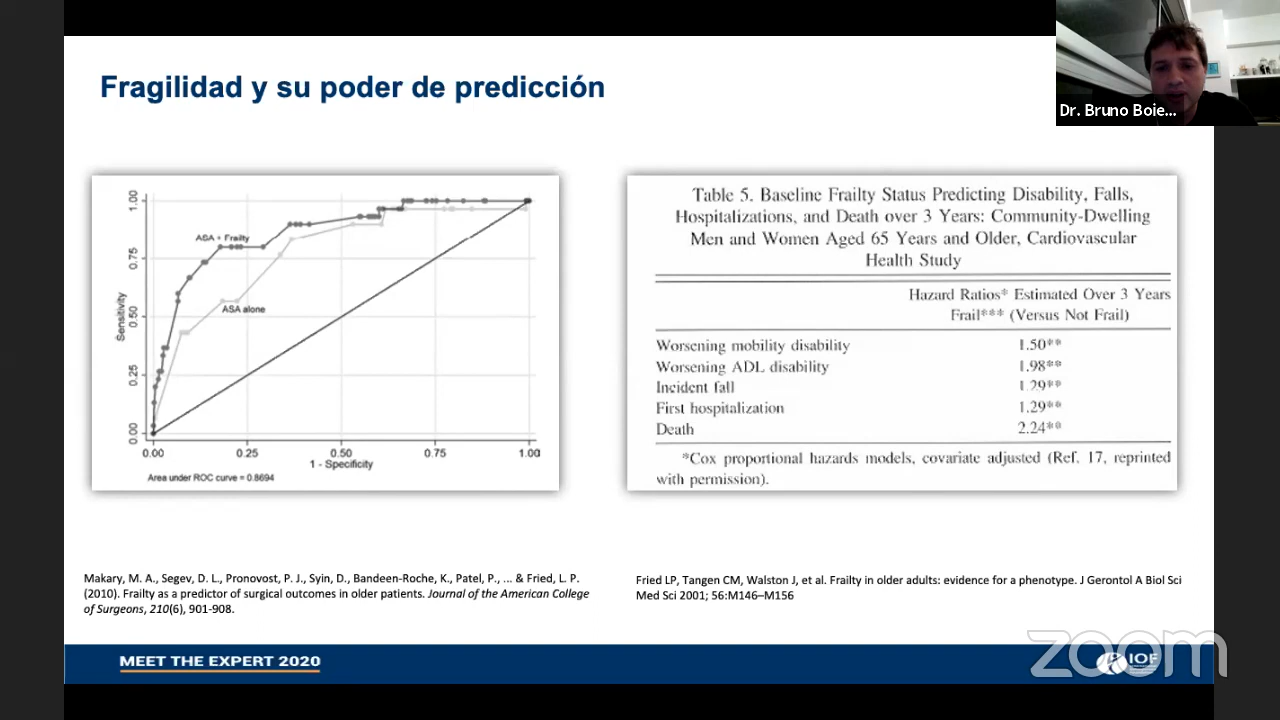 Fragilidad y su poder de predicción
Dr. Bruno Boie...
1.00
0.75
0.50
0.25
0.00
Sensitivity
ASA + Frailty
ASA alone
0.00
0.25
0.50
0.75
1.00
1 - Specificity
Area under ROC curve = 0.8694
Table 5. Baseline Frailty Status Predicting Disability, Falls,
Hospitalizations, and Death over 3 Years: Community-Dwelling
Men and Women Aged 65 Years and Older, Cardiovascular
Health Study
Hazard Ratios* Estimated Over 3 Years
Frail*** (Versus Not Frail)
Worsening mobility disability 1.50**
Worsening ADL disability 1.98**
Incident fall 1.29**
First hospitalization 1.29**
Death 2.24**
*Cox proportional hazards models, covariate adjusted (Ref. 17, reprinted
with permission).
Makary, M. A., Segev, D. L., Pronovost, P. J., Syin, D., Bandeen-Roche, K., Patel, P., ... & Fried, L. P.
(2010). Frailty as a predictor of surgical outcomes in older patients. Journal of the American College
of Surgeons, 210(6), 901-908.
Fried LP, Tangen CM, Walston J, et al. Frailty in older adults: evidence for a phenotype. J Gerontol A Biol Sci
Med Sci 2001; 56:M146–M156
MEET THE EXPERT 2020
IOF
zoom